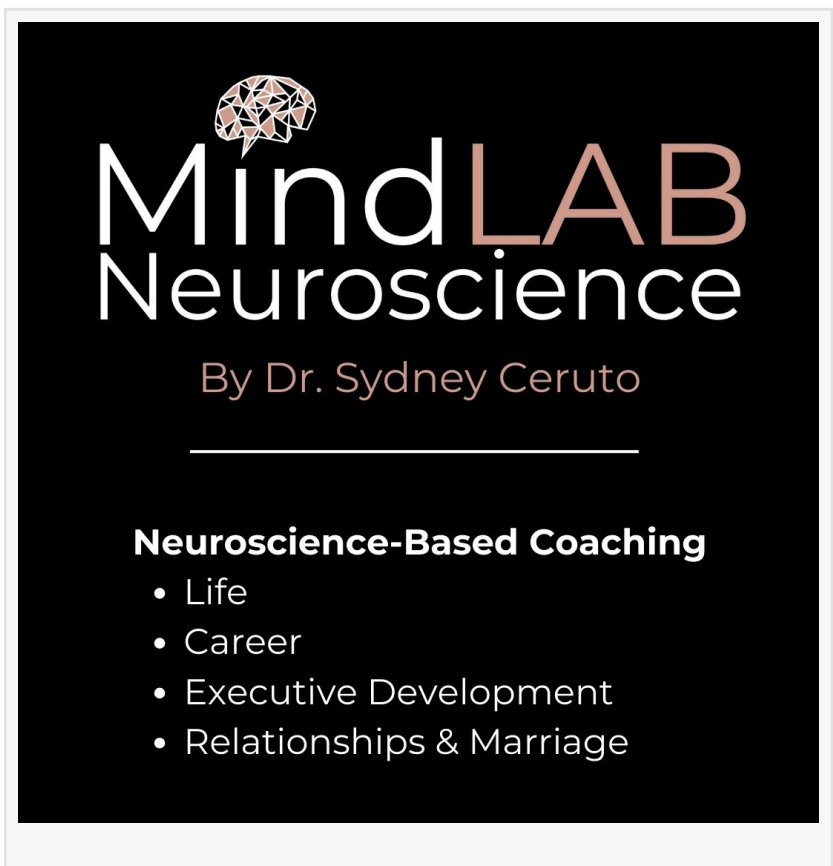 MindLAB
Neuroscience
By Dr. Sydney Ceruto
Neuroscience-Based Coaching
• Life
• Career
• Executive Development
• Relationships & Marriage